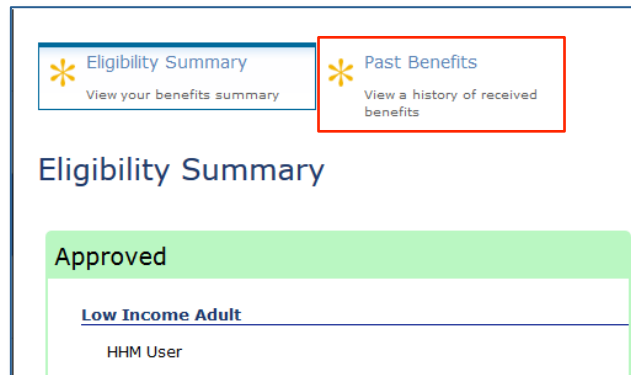 Eligibility Summary
View your benefits summary
Past Benefits
View a history of received
benefits
Eligibility Summary
Approved
Low Income Adult
HHM User